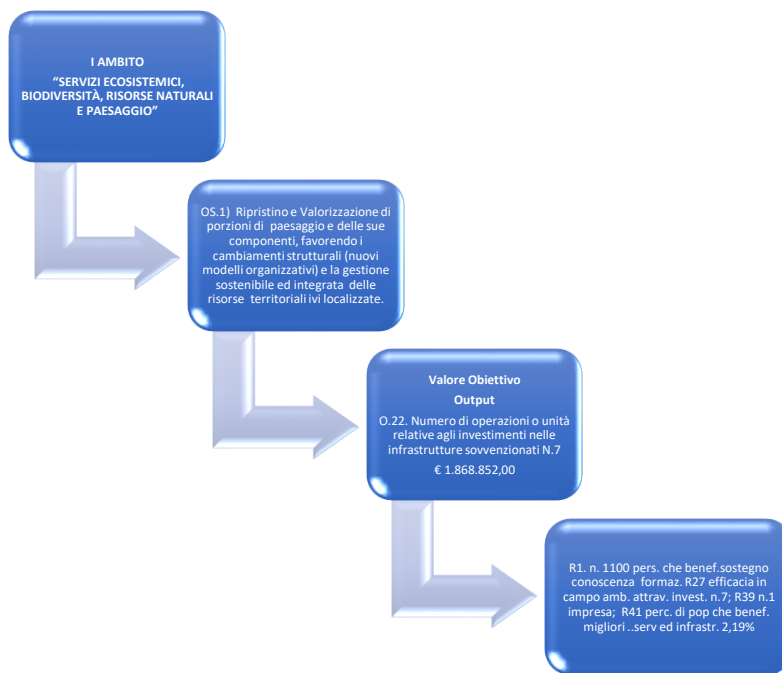 I AMBITO
“SERVIZI ECOSISTEMICI,
BIODIVERSITÀ, RISORSE NATURALI
E PAESAGGIO”
OS.1) Ripristino e Valorizzazione di
porzioni di paesaggio e delle sue
componenti, favorendo i
cambiamenti strutturali (nuovi
modelli organizzativi) e la gestione
sostenibile ed integrata delle
risorse territoriali ivi localizzate.
Valore Obiettivo
Output
O.22. Numero di operazioni o unità
relative agli investimenti nelle
infrastrutture sovvenzionati N.7
€ 1.868.852,00
R1. n. 1100 pers. che benef.sostegno
conoscenza formaz. R27 efficacia in
campo amb. attrav. invest. n.7; R39 n.1
impresa; R41 perc. di pop che benef.
migliori ..serv ed infrastr. 2,19%